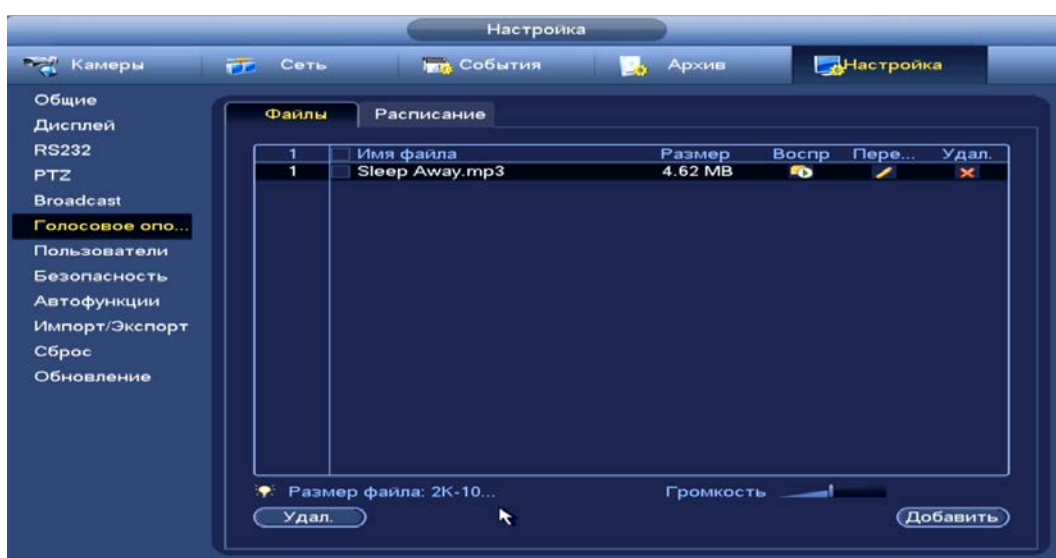 Настройка
Камеры Сеть События Архив Настройка
Общие
Дисплей
RS232
PTZ
Broadcast
Голосовое опо...
Пользователи
Безопасность
Автофункции
Импорт/Экспорт
Сброс
Обновление
Файлы Расписание
1 Имя файла Размер Воспр Пере... Удал.
1 Sleep Away.mp3 4.62 MB
Размер файла: 2K-10... Громкость
Удал. Добавить